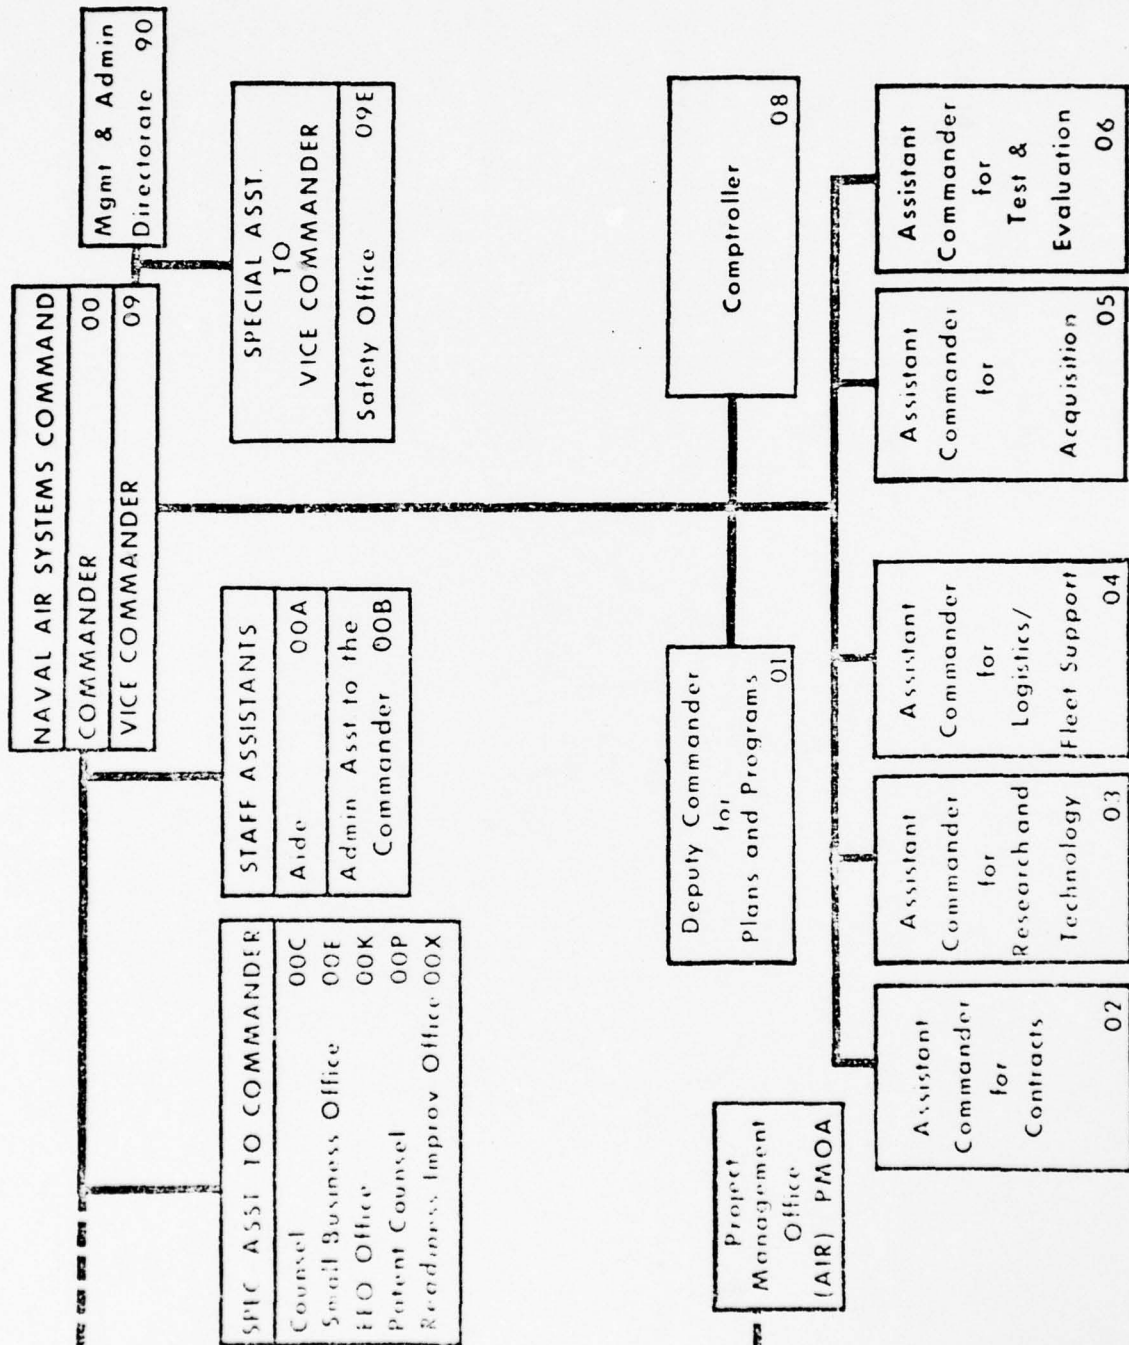 NAVAL AIR SYSTEMS COMMAND
COMMANDER 00
VICE COMMANDER 09
Mgmt & Admin
Directorate 90
SPEC ASST TO COMMANDER
Counsel 00C
Small Business Office 00E
EEO Office 00K
Patent Counsel 00P
Readiness Improv Office 00X
STAFF ASSISTANTS
Aide 00A
Admin Asst to the
Commander 00B
SPECIAL ASST.
TO
VICE COMMANDER
Safety Office 09E
Project
Management
Office
(AIR) PMOA
Deputy Commander
for
Plans and Programs
01
Comptroller
08
Assistant
Commander
for
Contracts
02
Assistant
Commander
for
Research and
Technology
03
Assistant
Commander
for
Logistics/
Fleet Support
04
Assistant
Commander
for
Acquisition
05
Assistant
Commander
for
Test &
Evaluation
06